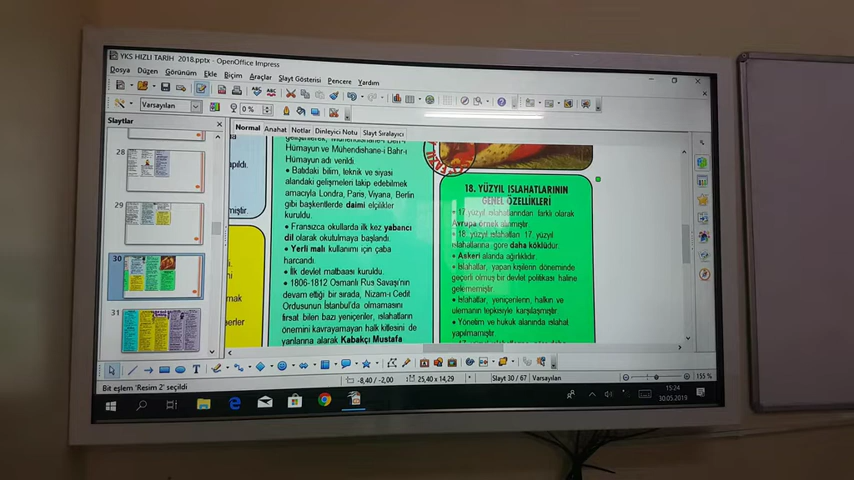 YKS HIZLI TARİH 2018.pptx - OpenOffice Impress
Dosya Düzen Görünüm Ekle Biçim Araçlar Slayt Gösterisi Pencere Yardım
Varsayılan
0 %
Slaytlar
Normal Anahat Notlar Dinleyici Notu Slayt Sıralayıcı
28
29
30
31
apıldı.
mıştır.
ni
mak
eerler
Hümayun ve Mühendishane-i Bahr-ı
Hümayun adı verildi
• Batıdaki bilim, teknik ve siyasi
alandaki gelişmeleri takip edebilmek
amacıyla Londra, Paris, Viyana, Berlin
gibi başkentlerde daimi elçilikler
kuruldu.
• Fransızca okullarda ilk kez yabancı
dil olarak okutulmaya başlandı.
• Yerli malı kullanımı için çaba
harcandı.
• İlk devlet matbaası kuruldu.
• 1806-1812 Osmanlı Rus Savaşı'nın
devam ettiği bir sırada, Nizam-ı Cedit
Ordusunun İstanbul'da olmamasını
fırsat bilen bazı yeniçeriler, ıslahatların
önemini kavrayamayan halk kitlesini de
yanlarına alarak Kabakçı Mustafa
18. YÜZYIL ISLAHATLARININ
GENEL ÖZELLİKLERİ
• 17.yüzyıl ıslahatlarından farklı olarak
Avrupa örnek alınmıştır
• 18. yüzyıl ıslahatları 17. yüzyıl
ıslahatlarına göre daha köklüdür.
• Askeri alanda ağırlıklıdır.
• Islahatlar, yapan kişilerin döneminde
geçerli olmuş bir devlet politikası haline
gelememiştir.
• Islahatlar, yeniçerilerin, halkın ve
ulemanın tepkisiyle karşılaşmıştır.
• Yönetim ve hukuk alanında ıslahat
yapılmamıştır.
Bit eşlem 'Resim 2' seçildi
-8,40 / -2,00
25,40 x 14,29
Slayt 30 / 67
Varsayılan
155 %
15:24
30.05.2019